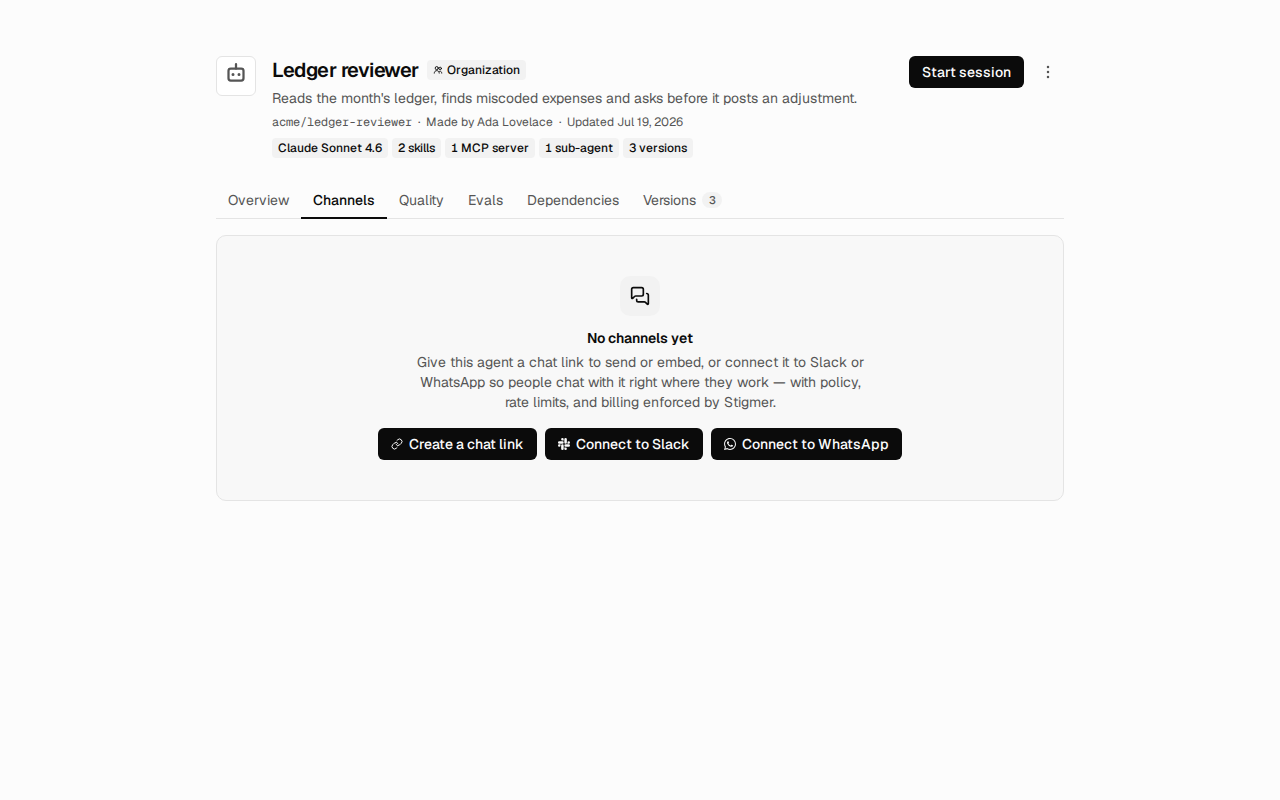 Ledger reviewer
Organization
Start session
Reads the month's ledger, finds miscoded expenses and asks before it posts an adjustment.
acme/ledger-reviewer · Made by Ada Lovelace · Updated Jul 19, 2026
Claude Sonnet 4.6 2 skills 1 MCP server 1 sub-agent 3 versions
Overview Channels Quality Evals Dependencies Versions 3
No channels yet
Give this agent a chat link to send or embed, or connect it to Slack or
WhatsApp so people chat with it right where they work — with policy,
rate limits, and billing enforced by Stigmer.
Create a chat link Connect to Slack Connect to WhatsApp